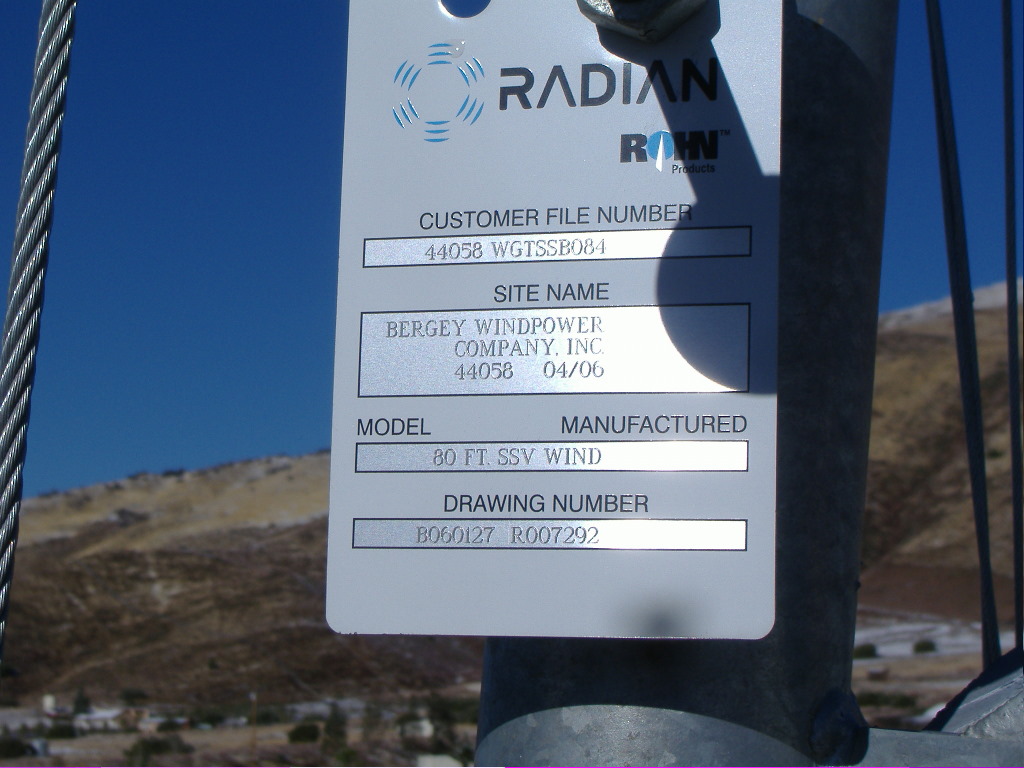 RADIAN
ROHN™
Products
CUSTOMER FILE NUMBER
44058 WGTSSB084
SITE NAME
BERGEY WINDPOWER
COMPANY, INC.
44058 04/06
MODEL MANUFACTURED
80 FT. SSV WIND
DRAWING NUMBER
B060127 R007292